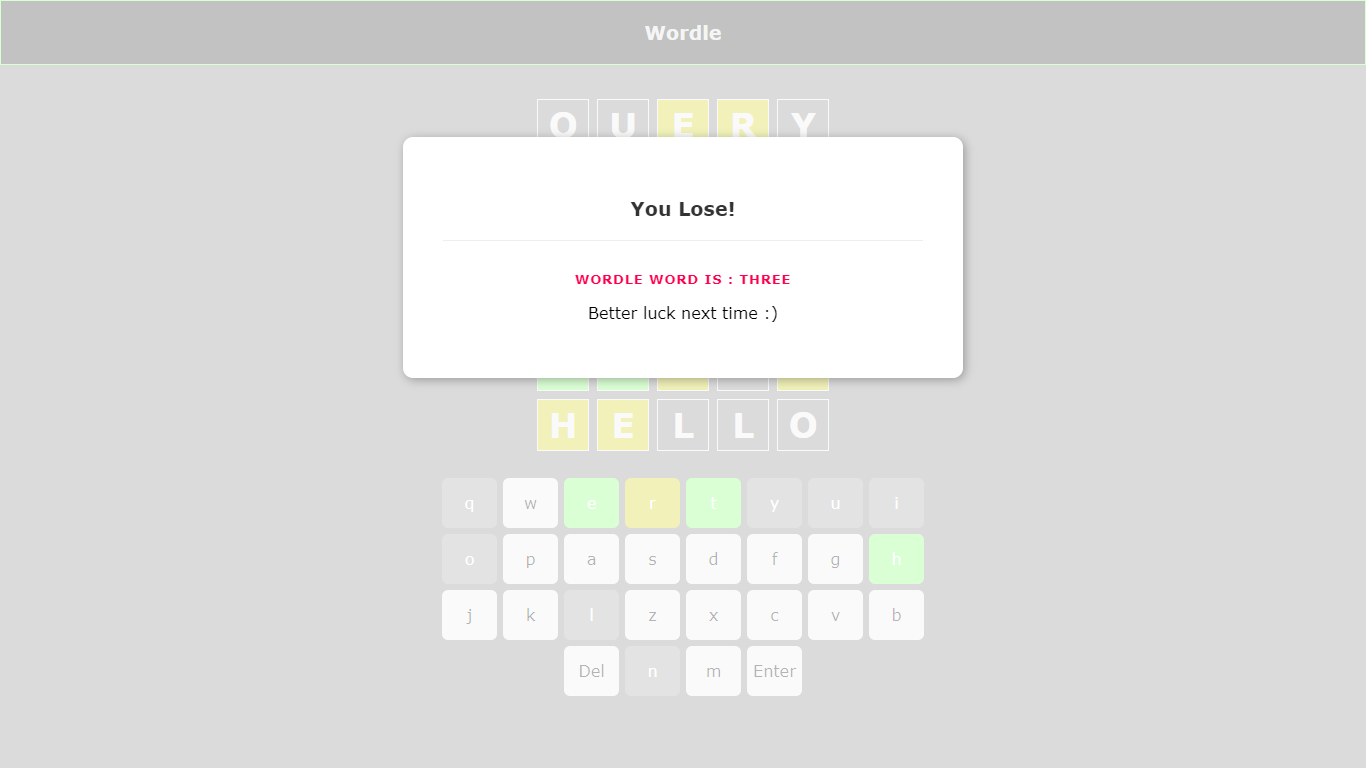 Wordle
Q U E R Y
You Lose!
WORDLE WORD IS : THREE
Better luck next time :)
H E L L O
q w e r t y u i
o p a s d f g h
j k l z x c v b
Del n m Enter